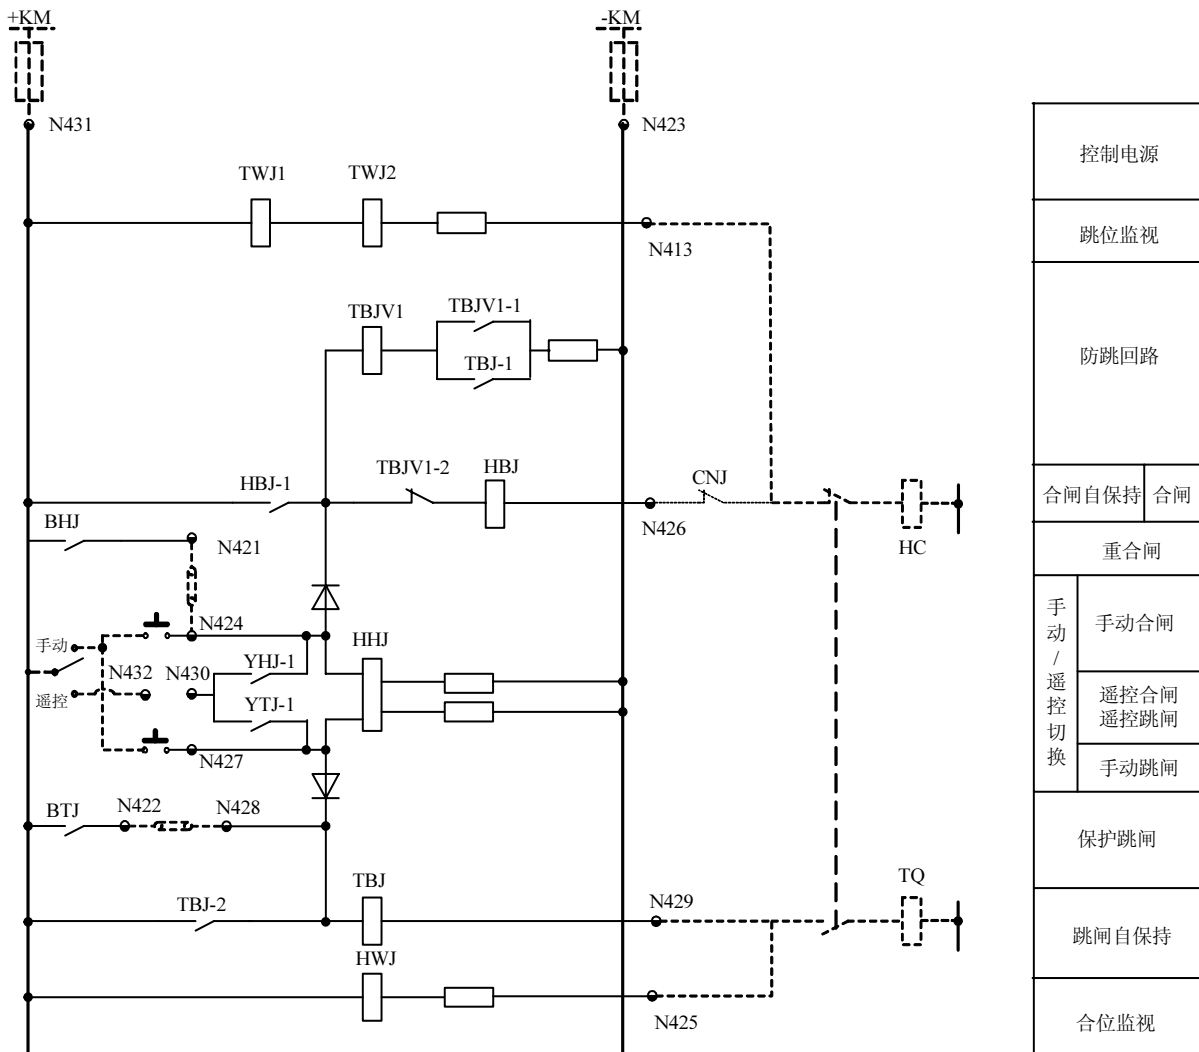 +KM
-KM
N431
N423
控制电源
TWJ1
TWJ2
N413
跳位监视
TBJV1
TBJV1-1
TBJ-1
防跳回路
HBJ-1
TBJV1-2
HBJ
N426
CNJ
HC
合闸自保持
合闸
BHJ
N421
重合闸
N424
手动
N432
N430
遥控
YHJ-1
YTJ-1
HHJ
N427
手动/遥控切换
手动合闸
遥控合闸
遥控跳闸
手动跳闸
BTJ
N422
N428
保护跳闸
TBJ-2
TBJ
N429
TQ
跳闸自保持
HWJ
N425
合位监视